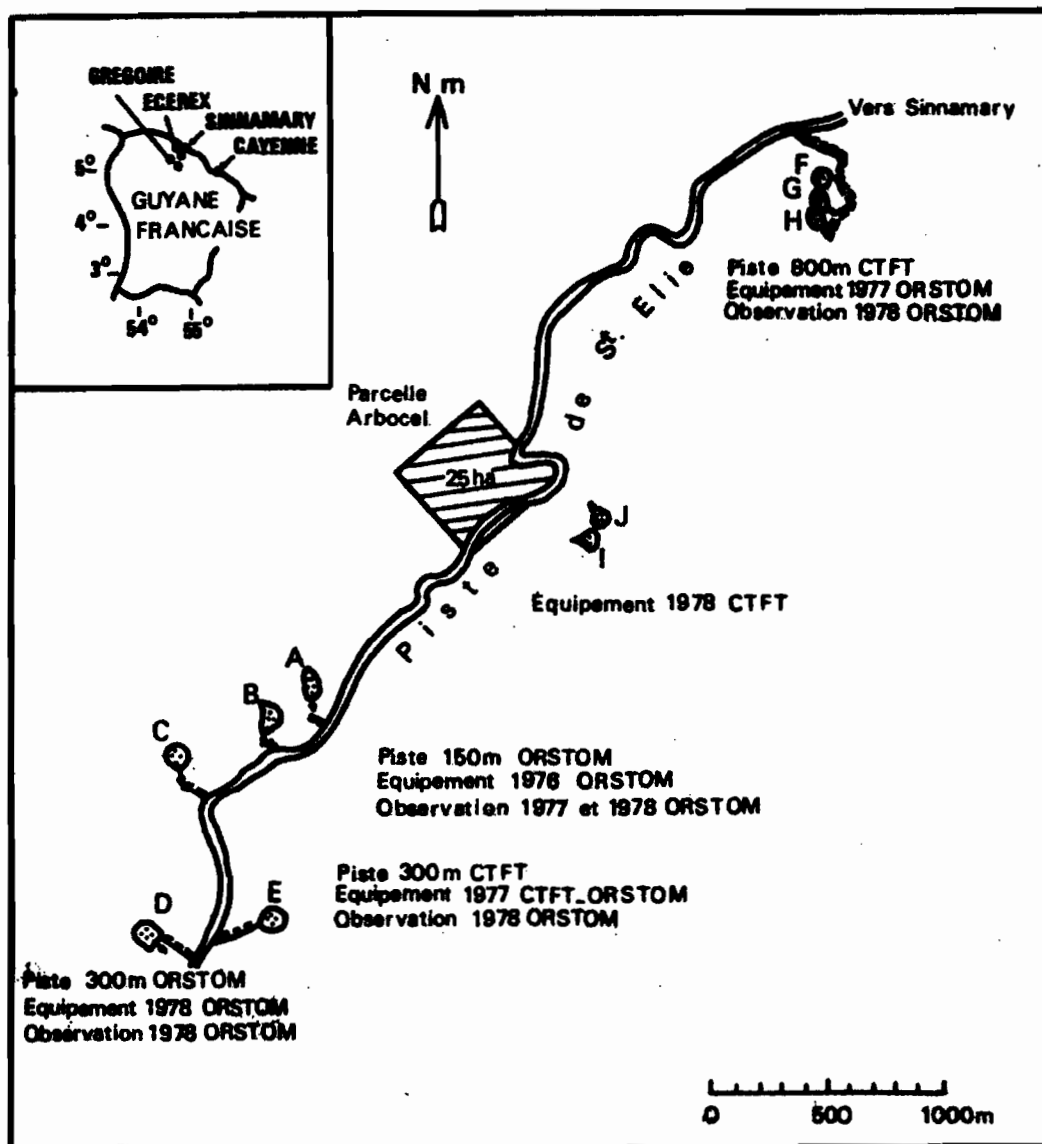 GREGOIRE
ECEREX
SINNAMARY
CAYENNE
5°
4°
3°
54°
55°
GUYANE
FRANCAISE
N m
Vers Sinnamary
F
G
H
Piste 800m CTFT
Equipement 1977 ORSTOM
Observation 1978 ORSTOM
Piste de St. Elie
Parcelle
Arbocel
25 ha
J
I
Équipement 1978 CTFT
A
B
C
Piste 150m ORSTOM
Equipement 1976 ORSTOM
Observation 1977 et 1978 ORSTOM
Piste 300m CTFT
Equipement 1977 CTFT_ORSTOM
Observation 1978 ORSTOM
D
E
Piste 300m ORSTOM
Equipement 1978 ORSTOM
Observation 1978 ORSTOM
0 500 1000m